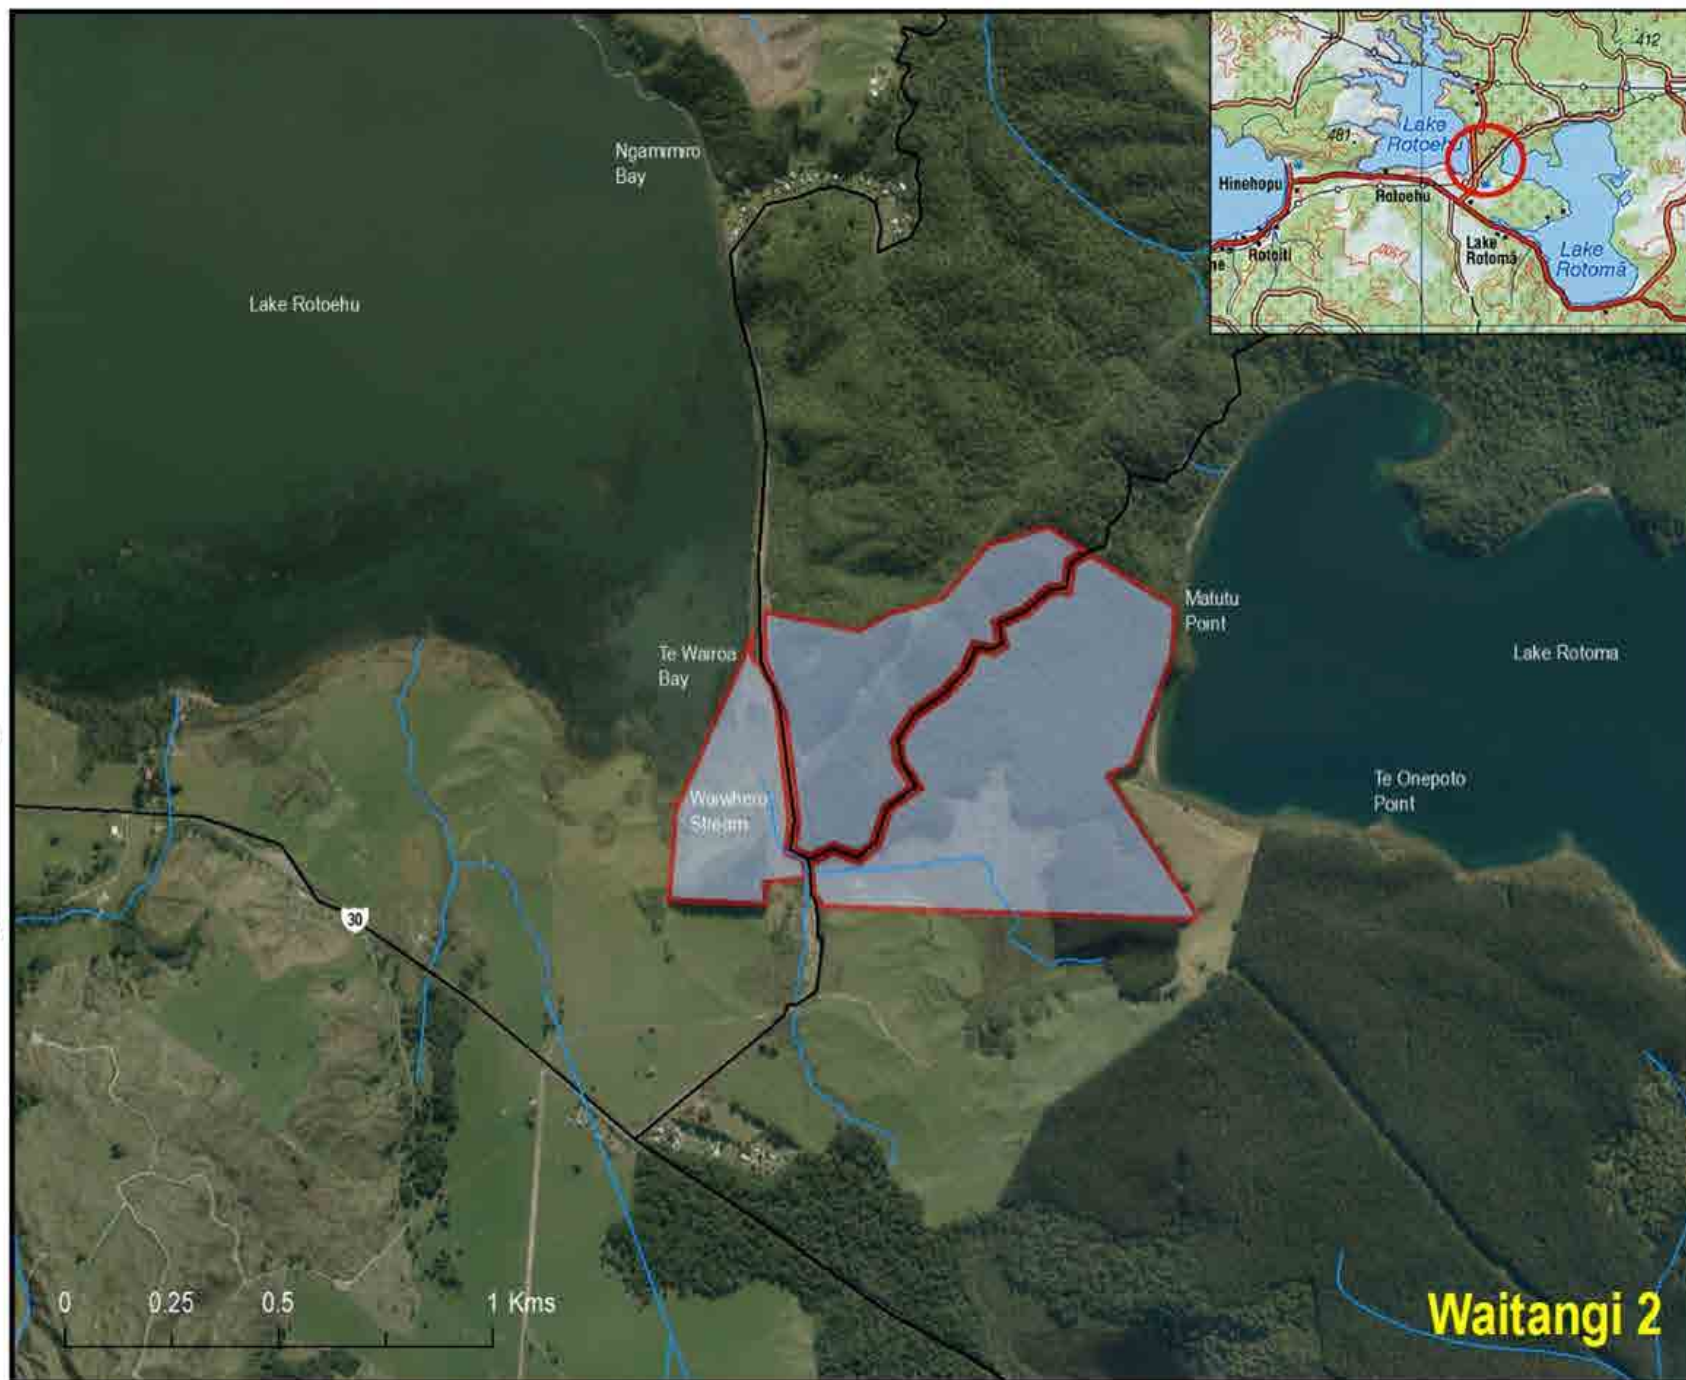 412
Lake
Rotoehu
481
Hinehopu
Rotoehu
Rotoiti
Lake
Rotomā
Lake
Rotomā
Ngamimiro
Bay
Lake Rotoehu
Matutu
Point
Te Wairoa
Bay
Lake Rotoma
Te Onepoto
Point
Waiwhero
Stream
30
0 0.25 0.5 1 Kms
Waitangi 2